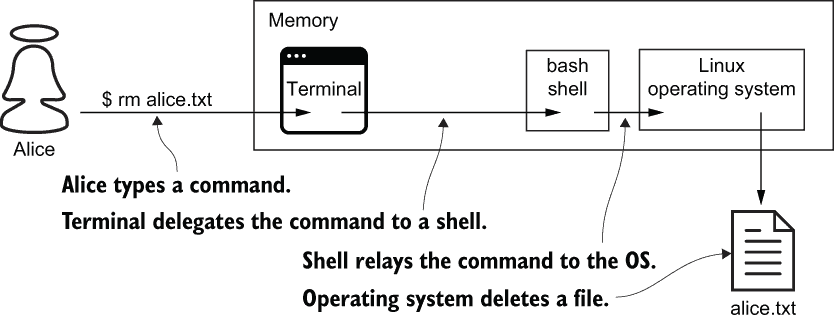 Memory
Terminal
bash
shell
Linux
operating system
$ rm alice.txt
Alice
Alice types a command.
Terminal delegates the command to a shell.
Shell relays the command to the OS.
Operating system deletes a file.
alice.txt